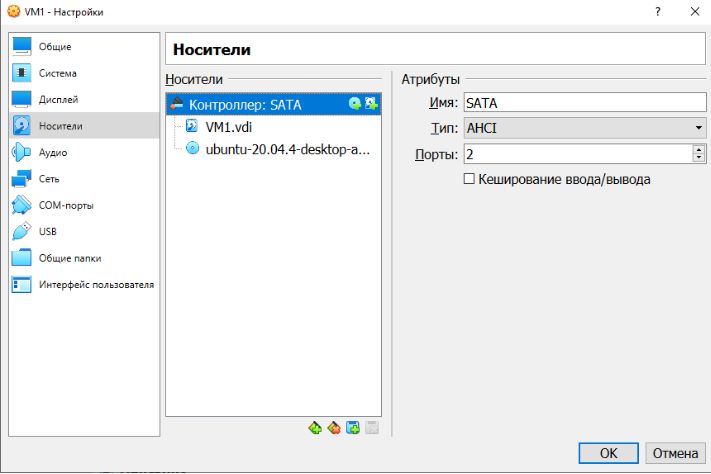 VM1 - Настройки
?
Общие
Система
Дисплей
Носители
Аудио
Сеть
COM-порты
USB
Общие папки
Интерфейс пользователя
Носители
Носители
Контроллер: SATA
VM1.vdi
ubuntu-20.04.4-desktop-a...
Атрибуты
Имя: SATA
Тип: AHCI
Порты: 2
Кеширование ввода/вывода
OK
Отмена